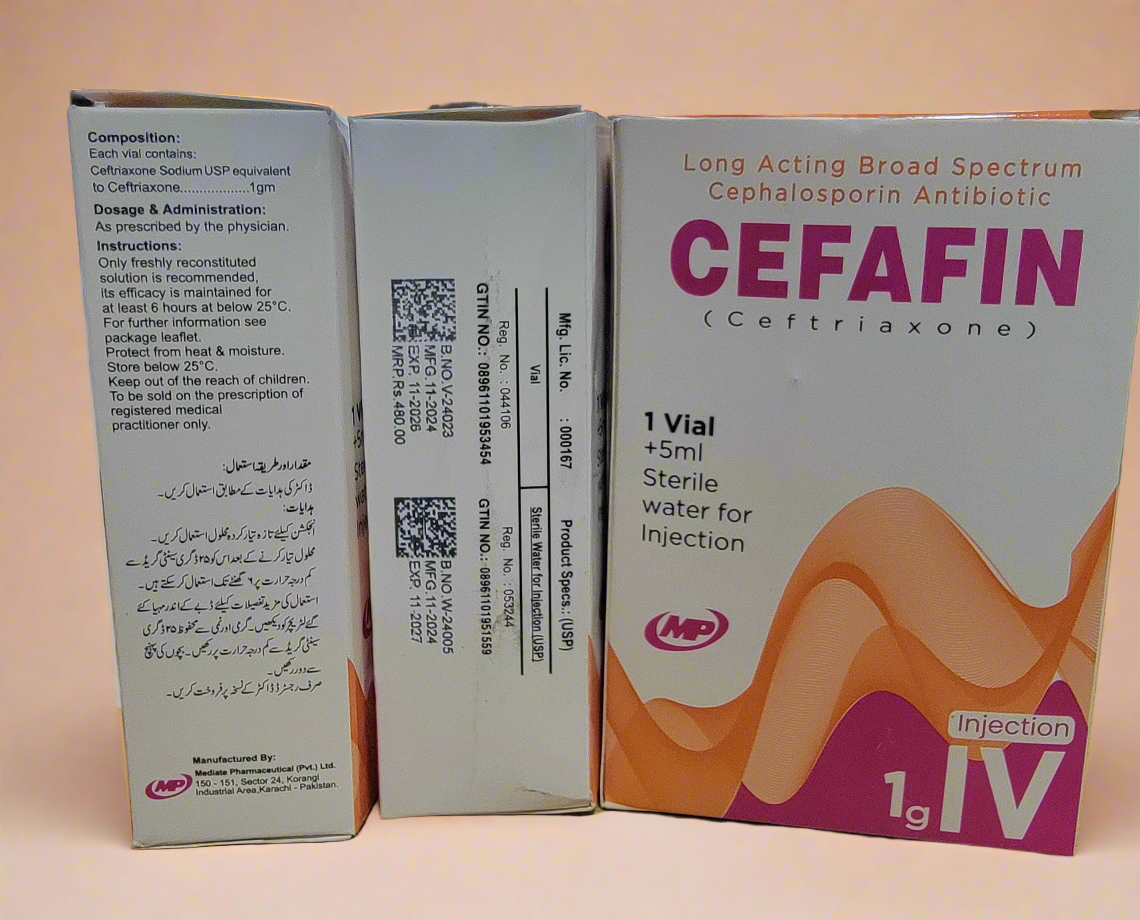 Composition:
Each vial contains:
Ceftriaxone Sodium USP equivalent
to Ceftriaxone..................1gm
Dosage & Administration:
As prescribed by the physician.
Instructions:
Only freshly reconstituted
solution is recommended,
its efficacy is maintained for
at least 6 hours at below 25°C.
For further information see
package leaflet.
Protect from heat & moisture.
Store below 25°C.
Keep out of the reach of children.
To be sold on the prescription of
registered medical
practitioner only.
مقدار اور طریقہ استعمال:
ڈاکٹر کی ہدایات کے مطابق استعمال کریں۔
ہدایات:
انجکشن کیلئے تازہ تیار کردہ محلول استعمال کریں۔
محلول تیار کرنے کے بعد اس کو ۲۵ ڈگری سینٹی گریڈ سے
کم درجہ حرارت پر ۶ گھنٹے تک استعمال کر سکتے ہیں۔
استعمال کی مزید تفصیلات کیلئے ڈبے کے اندر مہیا کئے
گئے لٹریچر کو دیکھیں۔ گرمی اور نمی سے محفوظ ۲۵ ڈگری
سینٹی گریڈ سے کم درجہ حرارت پر رکھیں۔ بچوں کی پہنچ
سے دور رکھیں۔
صرف رجسٹرڈ ڈاکٹر کے نسخہ پر فروخت کریں۔
Manufactured By:
MP
Mediate Pharmaceutical (Pvt.) Ltd.
150 - 151, Sector 24, Korangi
Industrial Area, Karachi - Pakistan.
Mfg. Lic. No. : 000167 Product Specs.: (USP)
Vial Sterile Water for Injection (USP)
Reg. No. : 044106 Reg. No. : 053244
GTIN NO.: 08961101953454 GTIN NO.: 08961101951559
B.NO.V-24023
MFG.11-2024
EXP. 11-2026
MRP.Rs.480.00
B.NO.W-24005
MFG.11-2024
EXP. 11-2027
Long Acting Broad Spectrum
Cephalosporin Antibiotic
CEFAFIN
(Ceftriaxone)
1 Vial
+5ml
Sterile
water for
Injection
MP
Injection
1g IV